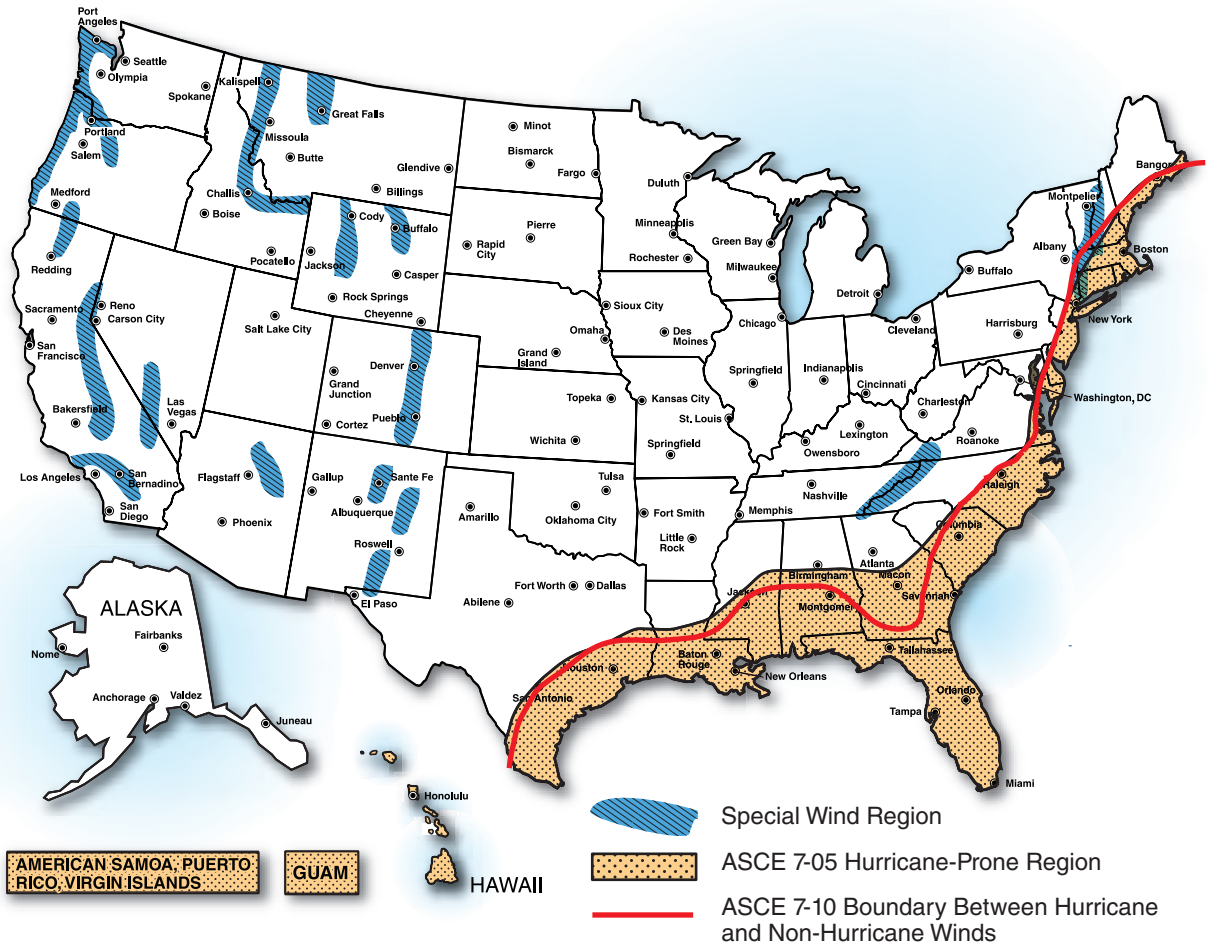 Port
Angeles
Seattle
Olympia
Spokane
Kalispell
Great Falls
Missoula
Portland
Salem
Butte
Glendive
Billings
Challis
Medford
Boise
Minot
Bismarck
Fargo
Duluth
Bangor
Montpelier
Cody
Buffalo
Pierre
Minneapolis
Green Bay
Rapid
City
Rochester
Milwaukee
Albany
Boston
Buffalo
Redding
Pocatello
Jackson
Casper
Detroit
Rock Springs
Cheyenne
Sioux City
Sacramento
Reno
Carson City
Salt Lake City
Omaha
Des
Moines
Chicago
Cleveland
Harrisburg
New York
San
Francisco
Grand
Island
Denver
Grand
Junction
Springfield
Indianapolis
Cincinnati
Washington, DC
Topeka
Kansas City
Charleston
Bakersfield
Las
Vegas
Pueblo
Cortez
St. Louis
Lexington
Roanoke
Wichita
Springfield
Owensboro
Los Angeles
San
Bernadino
Flagstaff
Gallup
Sante Fe
Tulsa
Nashville
Raleigh
San
Diego
Albuquerque
Amarillo
Oklahoma City
Fort Smith
Memphis
Phoenix
Little
Rock
Columbia
Roswell
Atlanta
Birmingham
Macon
El Paso
Fort Worth
Dallas
Abilene
Jackson
Montgomery
Savannah
ALASKA
Fairbanks
Nome
Tallahassee
Houston
Baton
Rouge
New Orleans
San Antonio
Orlando
Tampa
Anchorage
Valdez
Juneau
Miami
Honolulu
HAWAII
AMERICAN SAMOA, PUERTO
RICO, VIRGIN ISLANDS
GUAM
Special Wind Region
ASCE 7-05 Hurricane-Prone Region
ASCE 7-10 Boundary Between Hurricane
and Non-Hurricane Winds